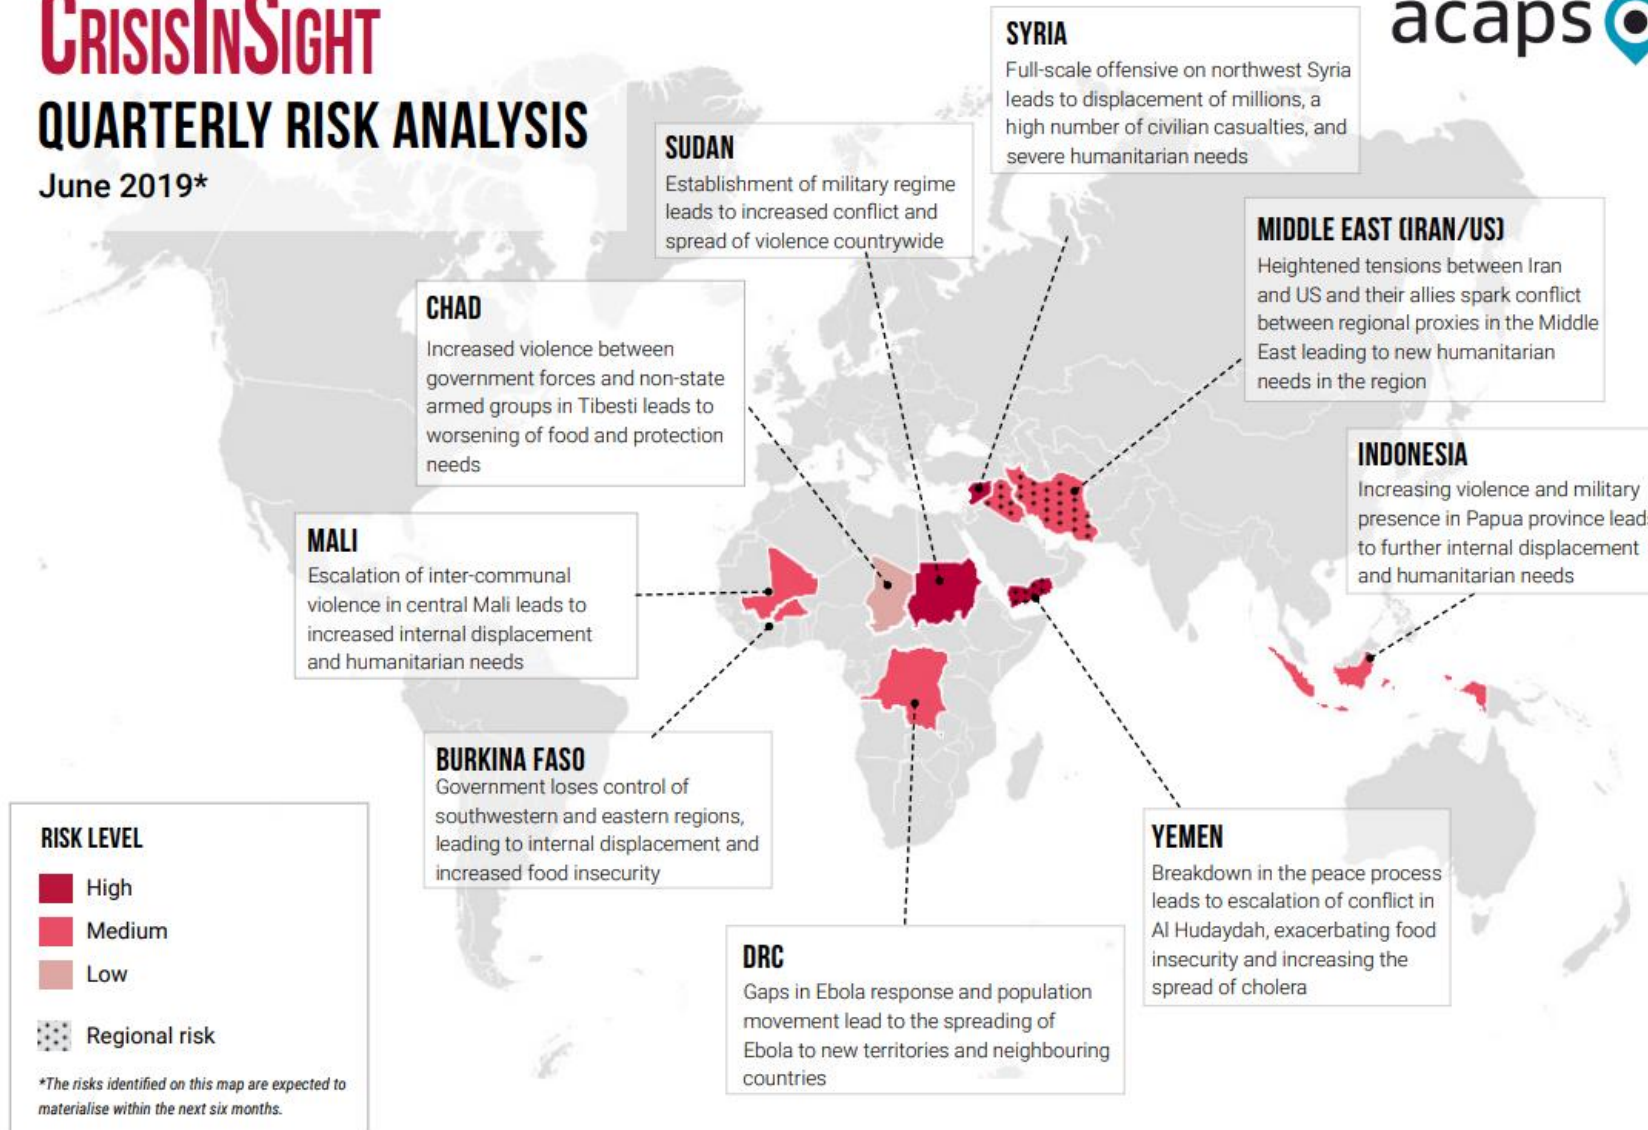 CRISISINSIGHT
QUARTERLY RISK ANALYSIS
June 2019*
acaps
SYRIA
Full-scale offensive on northwest Syria
leads to displacement of millions, a
high number of civilian casualties, and
severe humanitarian needs
SUDAN
Establishment of military regime
leads to increased conflict and
spread of violence countrywide
MIDDLE EAST (IRAN/US)
Heightened tensions between Iran
and US and their allies spark conflict
between regional proxies in the Middle
East leading to new humanitarian
needs in the region
CHAD
Increased violence between
government forces and non-state
armed groups in Tibesti leads to
worsening of food and protection
needs
INDONESIA
Increasing violence and military
presence in Papua province leads
to further internal displacement
and humanitarian needs
MALI
Escalation of inter-communal
violence in central Mali leads to
increased internal displacement
and humanitarian needs
BURKINA FASO
Government loses control of
southwestern and eastern regions,
leading to internal displacement and
increased food insecurity
YEMEN
Breakdown in the peace process
leads to escalation of conflict in
Al Hudaydah, exacerbating food
insecurity and increasing the
spread of cholera
DRC
Gaps in Ebola response and population
movement lead to the spreading of
Ebola to new territories and neighbouring
countries
RISK LEVEL
High
Medium
Low
Regional risk
*The risks identified on this map are expected to
materialise within the next six months.